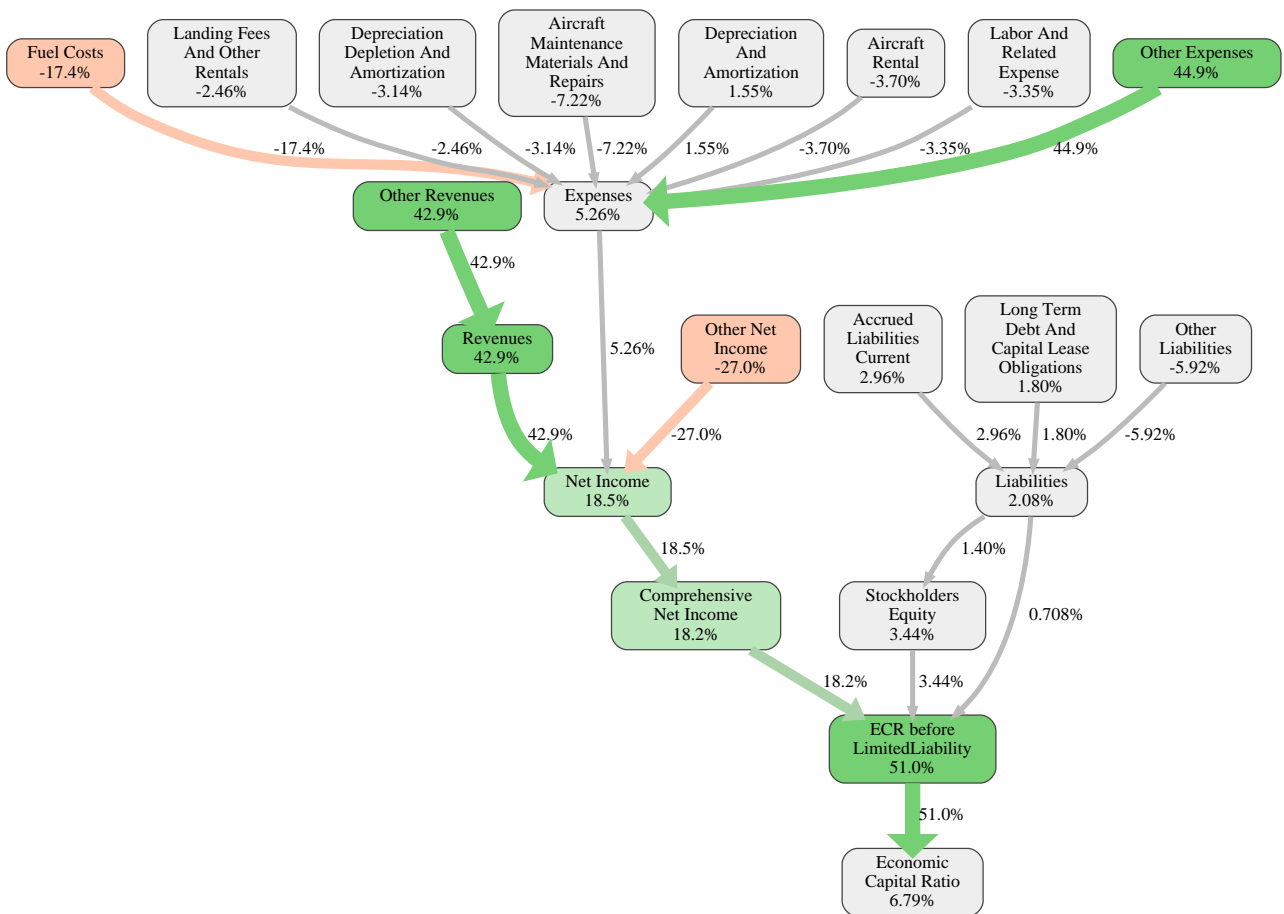 Fuel Costs
-17.4%
Landing Fees
And Other
Rentals
-2.46%
Depreciation
Depletion And
Amortization
-3.14%
Aircraft
Maintenance
Materials And
Repairs
-7.22%
Depreciation
And
Amortization
1.55%
Aircraft
Rental
-3.70%
Labor And
Related
Expense
-3.35%
Other Expenses
44.9%
-17.4%
-2.46%
-3.14%
-7.22%
1.55%
-3.70%
-3.35%
44.9%
Other Revenues
42.9%
Expenses
5.26%
42.9%
Revenues
42.9%
5.26%
Other Net
Income
-27.0%
Accrued
Liabilities
Current
2.96%
Long Term
Debt And
Capital Lease
Obligations
1.80%
Other
Liabilities
-5.92%
42.9%
-27.0%
2.96%
1.80%
-5.92%
Net Income
18.5%
Liabilities
2.08%
18.5%
1.40%
Comprehensive
Net Income
18.2%
Stockholders
Equity
3.44%
0.708%
18.2%
3.44%
ECR before
LimitedLiability
51.0%
51.0%
Economic
Capital Ratio
6.79%